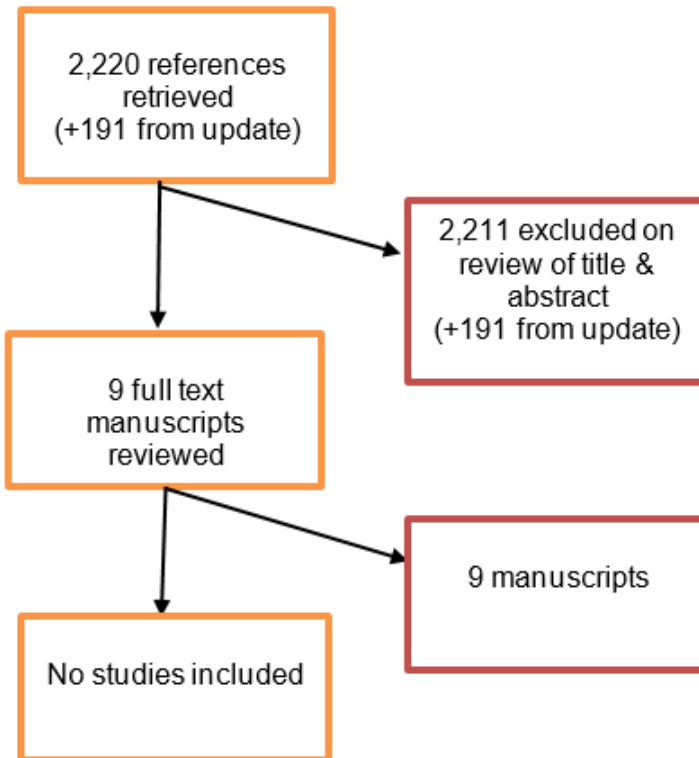 2,220 references
retrieved
(+191 from update)
2,211 excluded on
review of title &
abstract
(+191 from update)
9 full text
manuscripts
reviewed
9 manuscripts
No studies included